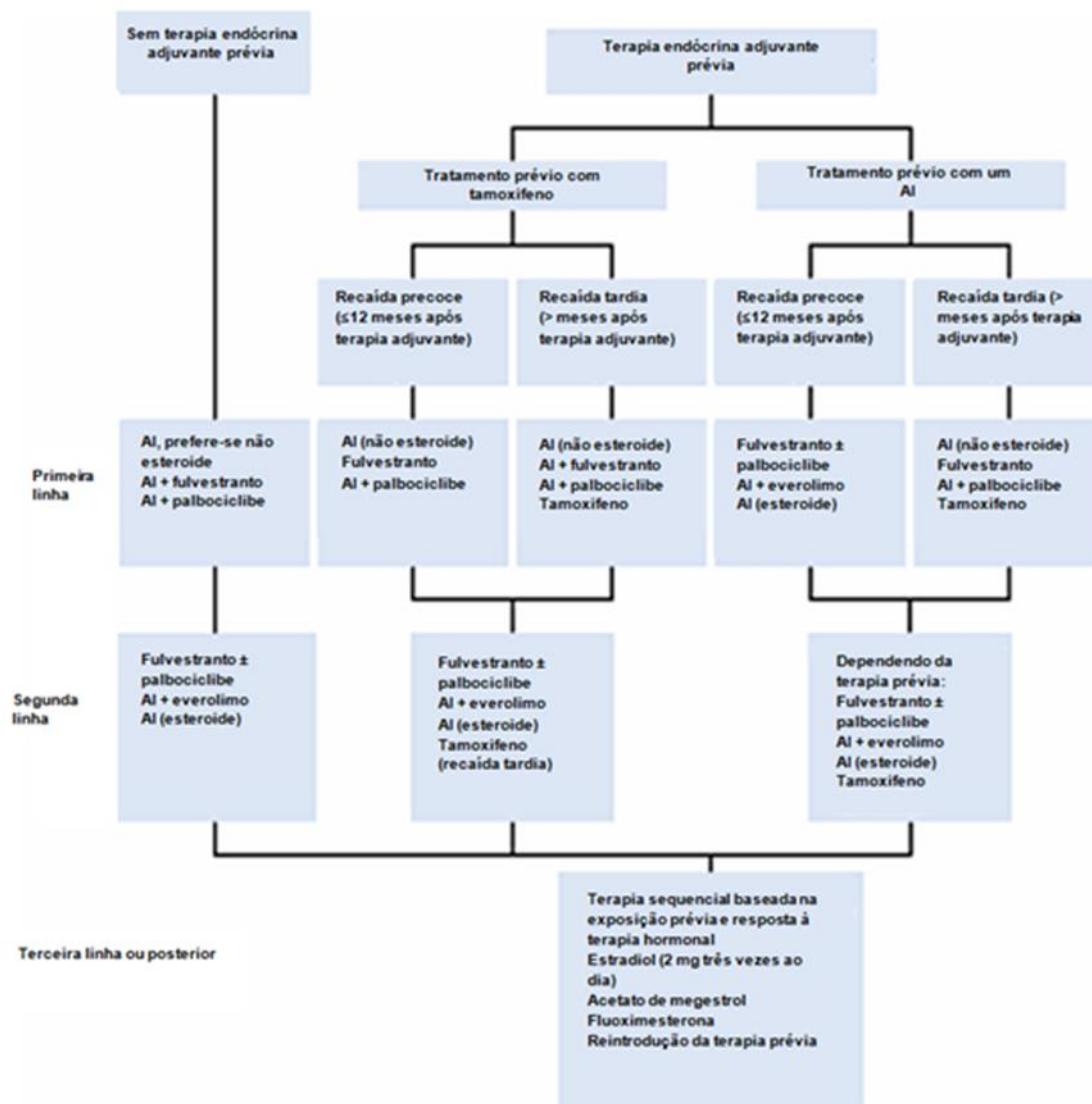 Sem terapia endócrina
adjuvante prévia
Terapia endócrina adjuvante
prévia
Tratamento prévio com
tamoxifeno
Tratamento prévio com um
AI
Recaída precoce
(≤12 meses após
terapia adjuvante)
Recaída tardia
(> meses após
terapia adjuvante)
Recaída precoce
(≤12 meses após
terapia adjuvante)
Recaída tardia (>
meses após terapia
adjuvante)
Primeira
linha
AI, prefere-se não
esteroide
AI + fulvestranto
AI + palbociclibe
AI (não esteroide)
Fulvestranto
AI + palbociclibe
AI (não esteroide)
AI + fulvestranto
AI + palbociclibe
Tamoxifeno
Fulvestranto ±
palbociclibe
AI + everolimo
AI (esteroide)
AI (não esteroide)
Fulvestranto
AI + palbociclibe
Tamoxifeno
Segunda
linha
Fulvestranto ±
palbociclibe
AI + everolimo
AI (esteroide)
Fulvestranto ±
palbociclibe
AI + everolimo
AI (esteroide)
Tamoxifeno
(recaída tardia)
Dependendo da
terapia prévia:
Fulvestranto ±
palbociclibe
AI + everolimo
AI (esteroide)
Tamoxifeno
Terceira linha ou posterior
Terapia sequencial baseada na
exposição prévia e resposta à
terapia hormonal
Estradiol (2 mg três vezes ao
dia)
Acetato de megestrol
Fluoximesterona
Reintrodução da terapia prévia